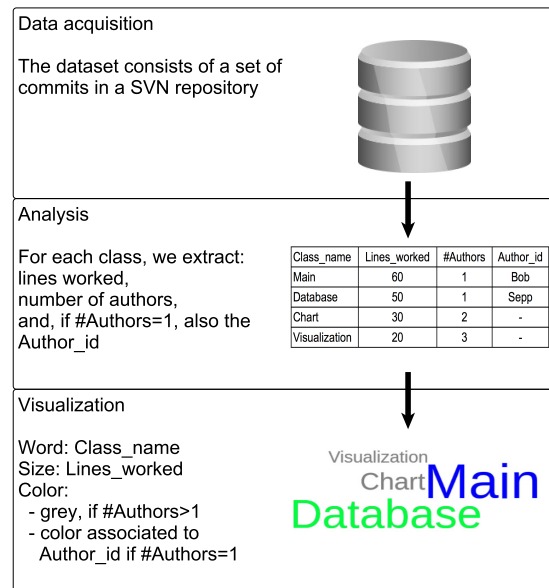 Data acquisition
The dataset consists of a set of
commits in a SVN repository
Analysis
For each class, we extract:
lines worked,
number of authors,
and, if #Authors=1, also the
Author_id
Class_name Lines_worked #Authors Author_id
Main 60 1 Bob
Database 50 1 Sepp
Chart 30 2 -
Visualization 20 3 -
Visualization
Word: Class_name
Size: Lines_worked
Color:
- grey, if #Authors>1
- color associated to
Author_id if #Authors=1
Visualization
Chart Main
Database